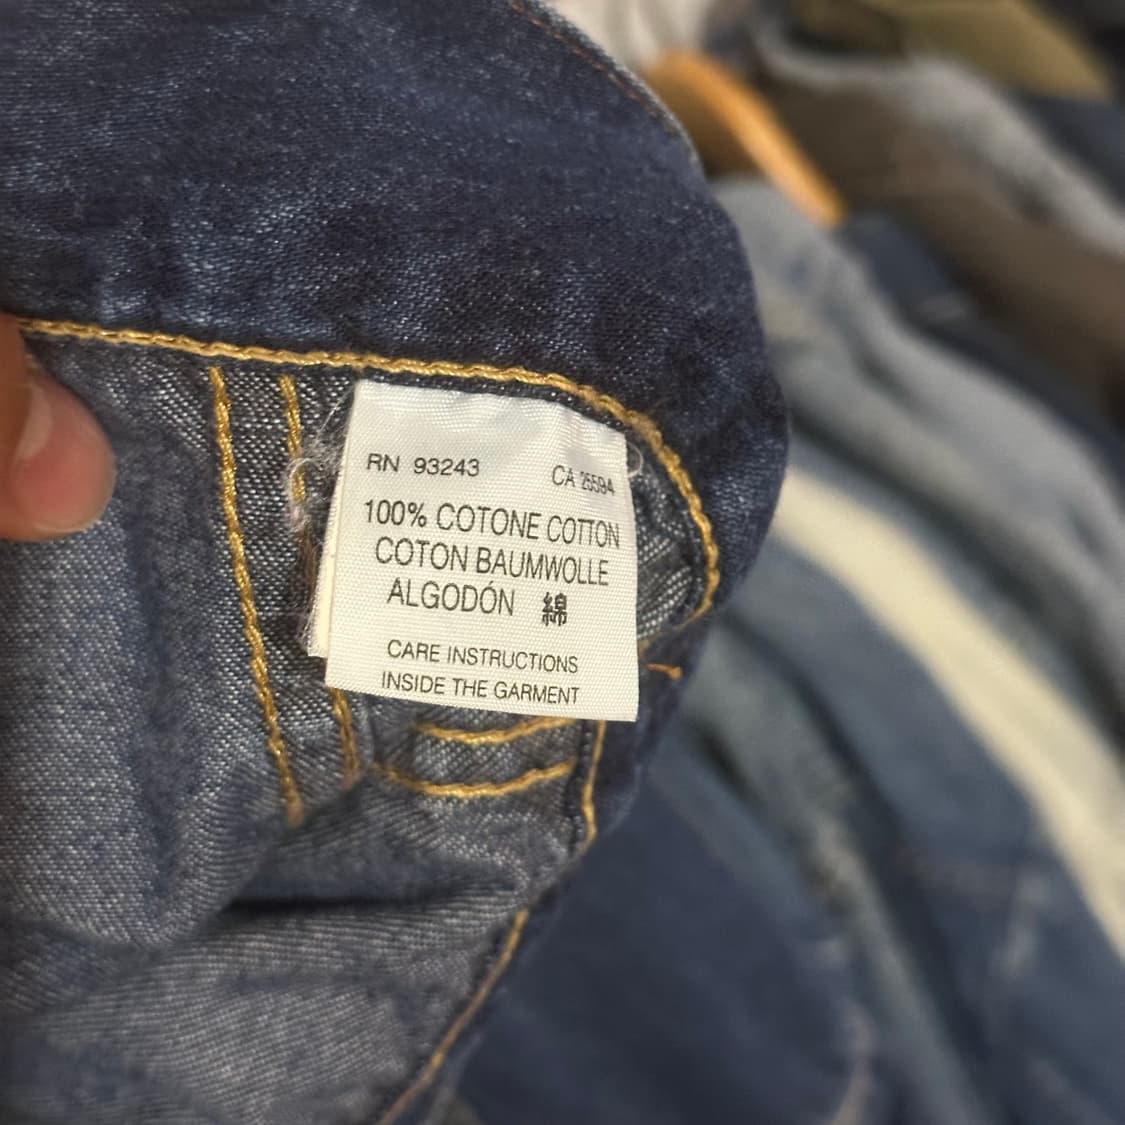 RN 93243 CA 25594
100% COTONE COTTON
COTON BAUMWOLLE
ALGODÓN 綿
CARE INSTRUCTIONS
INSIDE THE GARMENT